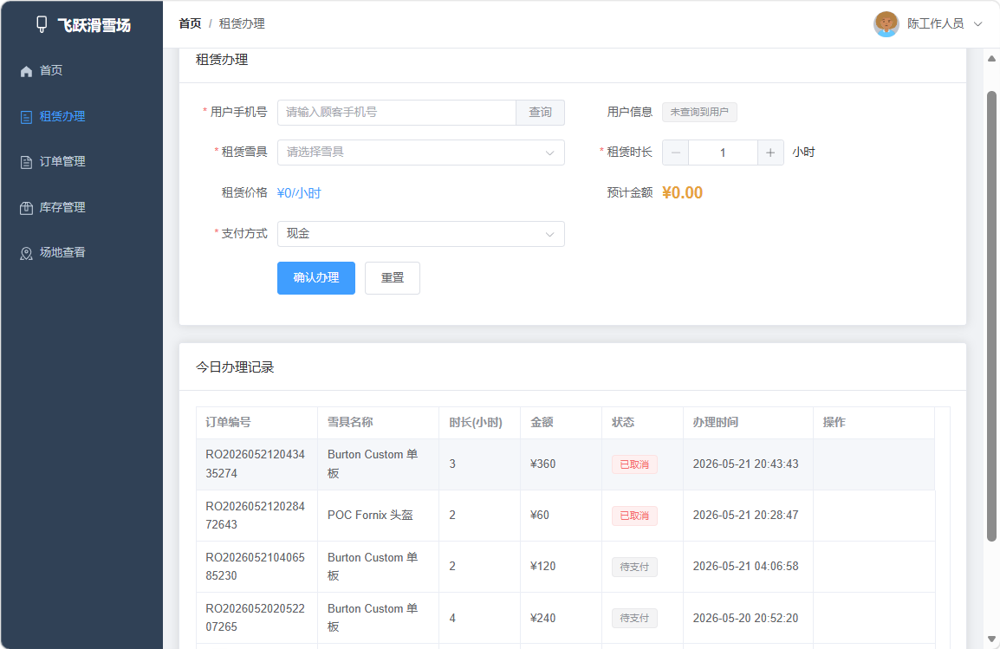 飞跃滑雪场
首页 / 租赁办理
陈工作人员
首页
租赁办理
订单管理
库存管理
场地查看
租赁办理
* 用户手机号 请输入顾客手机号 查询 用户信息 未查询到用户
* 租赁雪具 请选择雪具 * 租赁时长 − 1 + 小时
租赁价格 ¥0/小时 预计金额 ¥0.00
* 支付方式 现金
确认办理 重置
今日办理记录
订单编号 雪具名称 时长(小时) 金额 状态 办理时间 操作
RO2026052120434 Burton Custom 单 3 ¥360 已取消 2026-05-21 20:43:43
35274 板
RO2026052120284 POC Fornix 头盔 2 ¥60 已取消 2026-05-21 20:28:47
72643
RO2026052104065 Burton Custom 单 2 ¥120 待支付 2026-05-21 04:06:58
85230 板
RO2026052020522 Burton Custom 单 4 ¥240 待支付 2026-05-20 20:52:20
07265 板